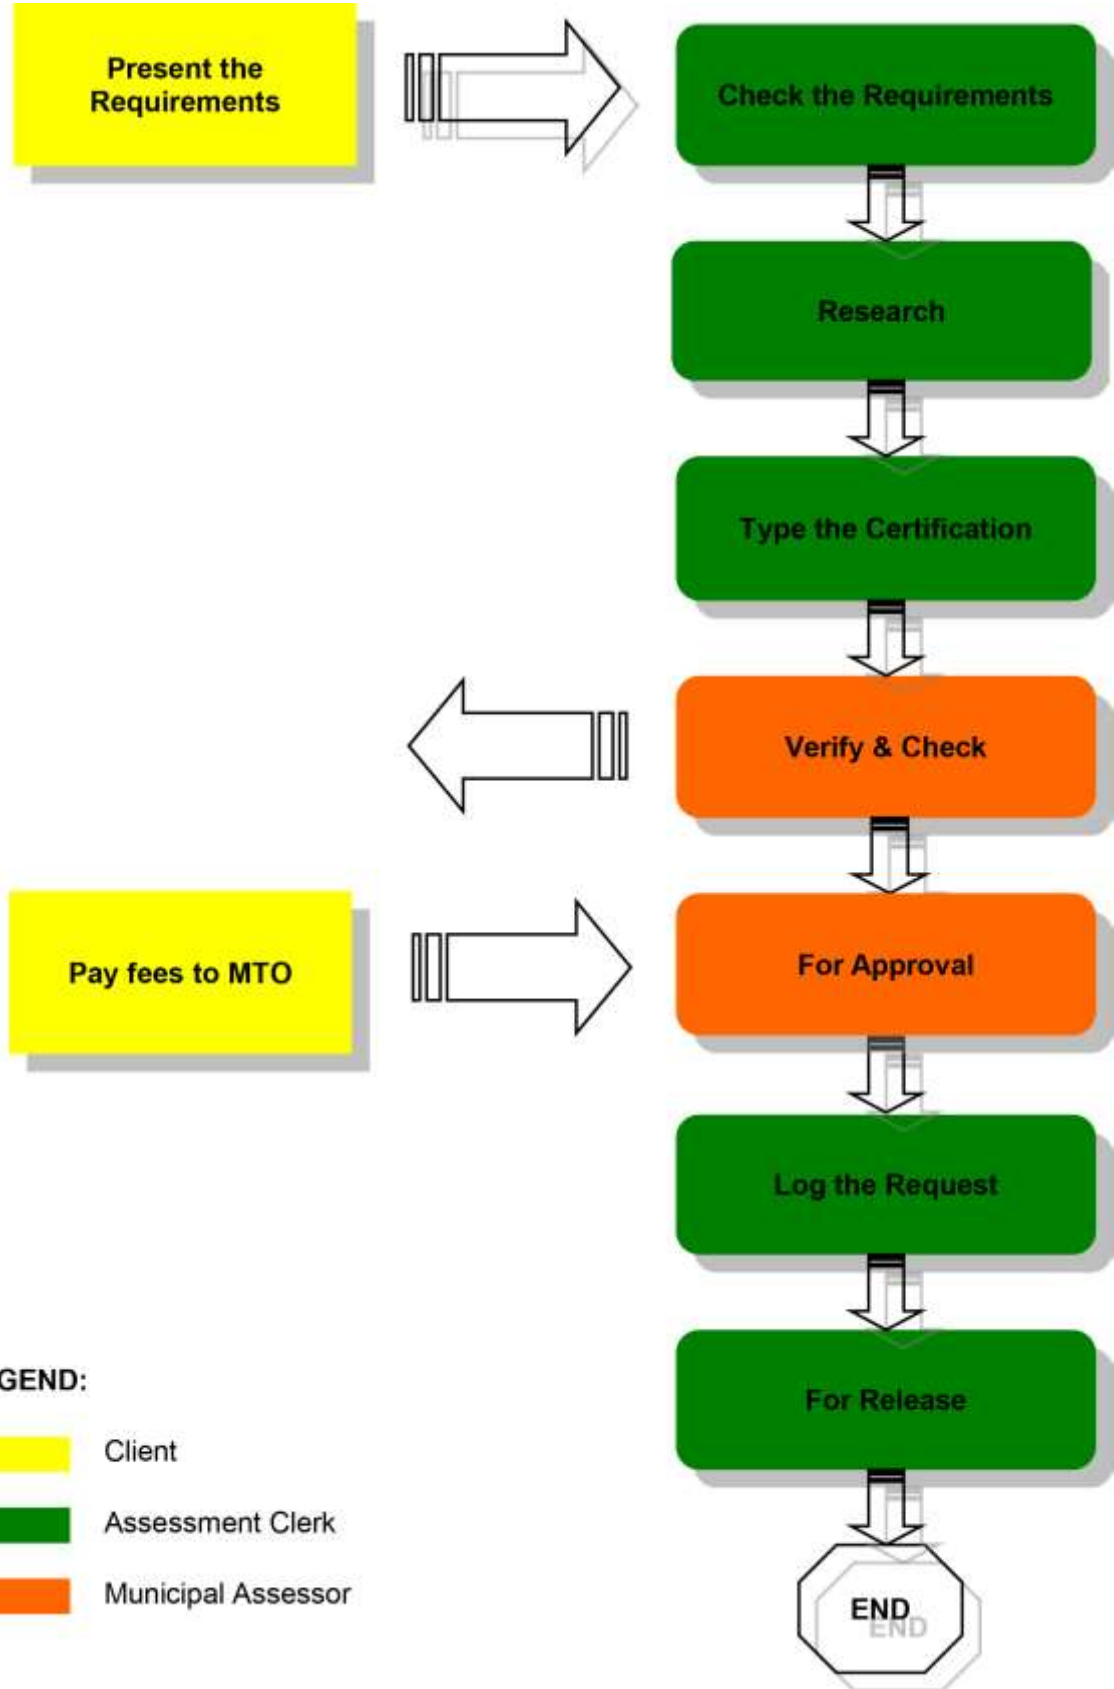 Present the
Requirements
Check the Requirements
Research
Type the Certification
Verify & Check
Pay fees to MTO
For Approval
Log the Request
For Release
GEND:
Client
Assessment Clerk
Municipal Assessor
END